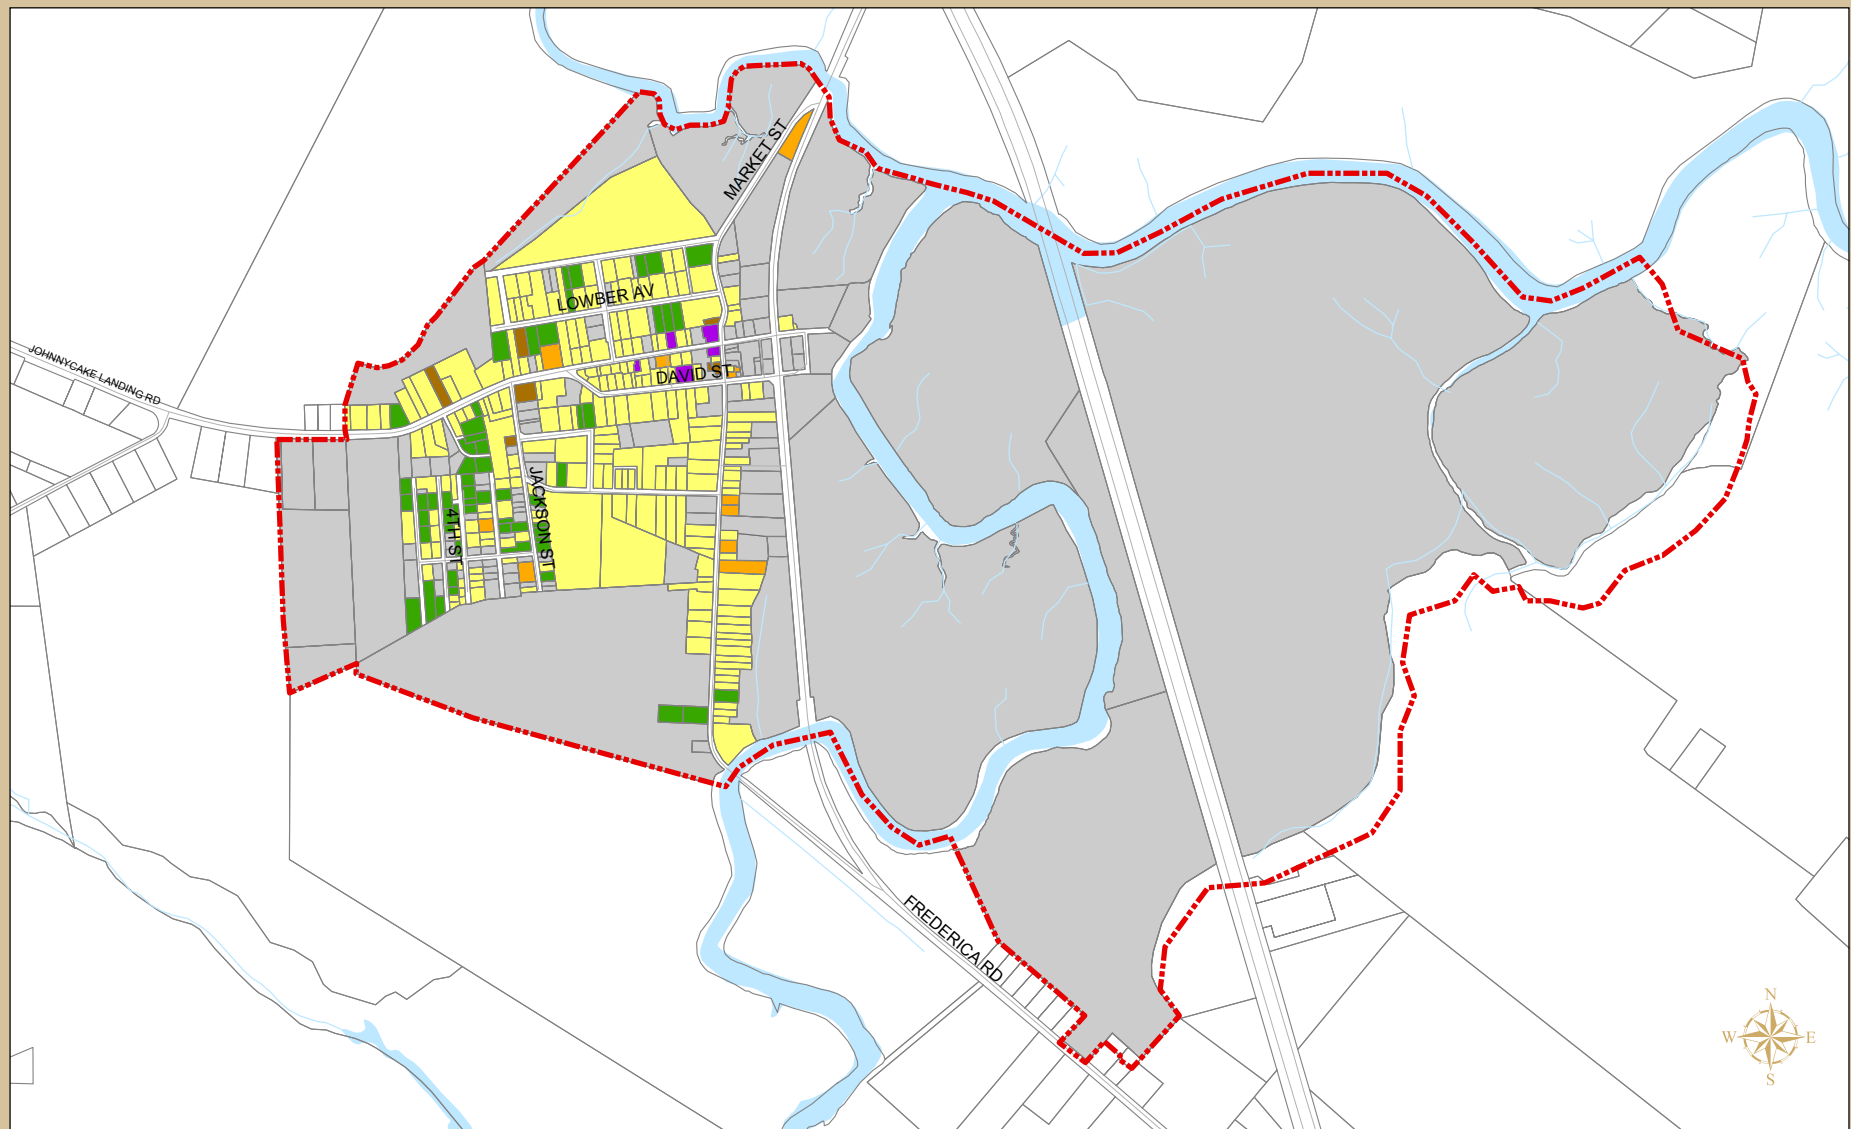 MARKET ST
LOWBER AV
JOHNNYCAKE LANDING RD
DAVID ST
JACKSON ST
4TH ST
FREDERICA RD
N
W E
S